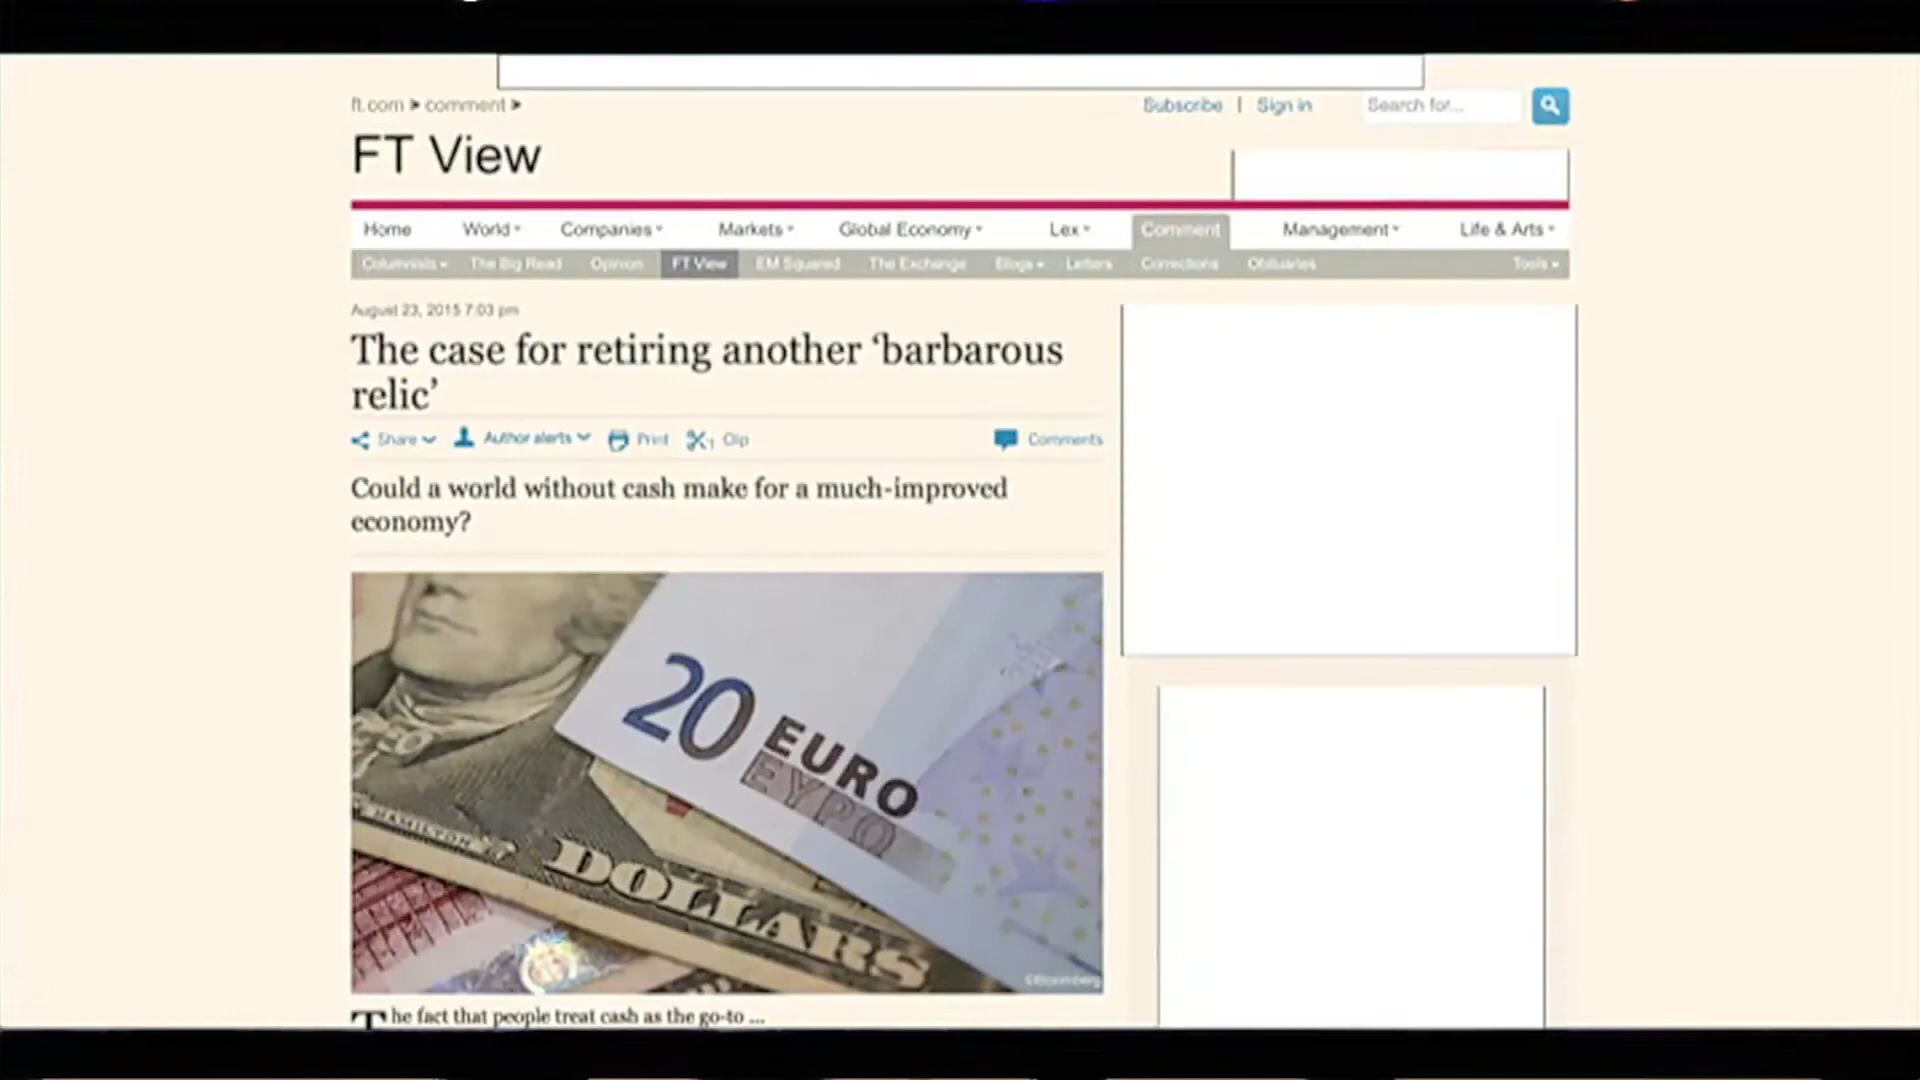 ft.com > comment >
Subscribe | Sign in
Search for...
FT View
Home World Companies Markets Global Economy Lex Comment Management Life & Arts
Columnists The Big Read Opinion FT View EM Squared The Exchange Blogs Letters Corrections Obituaries Tools
August 23, 2015 7:03 pm
The case for retiring another ‘barbarous
relic’
Share Author alerts Print Clip
Comments
Could a world without cash make for a much-improved
economy?
20 EURO
ΕΥΡΩ
HAMILTON
DOLLARS
©Bloomberg
The fact that people treat cash as the go-to ...